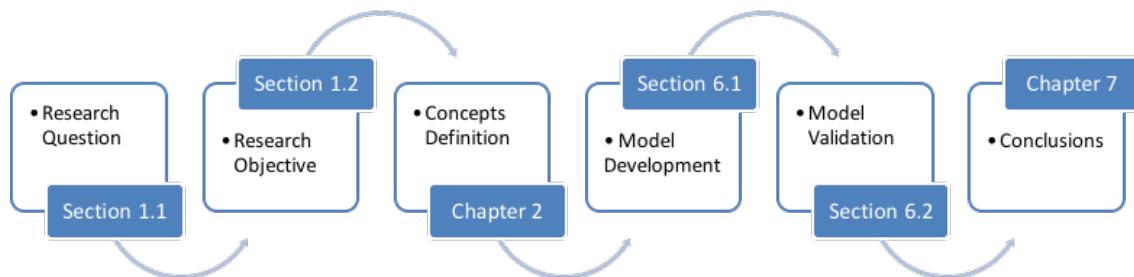 • Research
Question
Section 1.1
Section 1.2
• Research
Objective
• Concepts
Definition
Chapter 2
Section 6.1
• Model
Development
• Model
Validation
Section 6.2
Chapter 7
• Conclusions